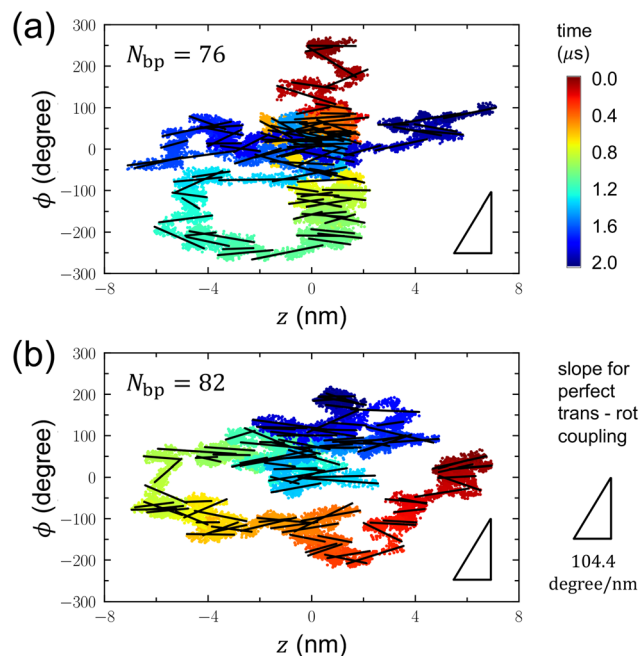 (a)
N_bp = 76
ϕ (degree)
300
200
100
0
−100
−200
−300
−8
−4
0
4
8
z (nm)
time
(μs)
0.0
0.4
0.8
1.2
1.6
2.0
(b)
N_bp = 82
ϕ (degree)
300
200
100
0
−100
−200
−300
−8
−4
0
4
8
z (nm)
slope for
perfect
trans - rot
coupling
104.4
degree/nm